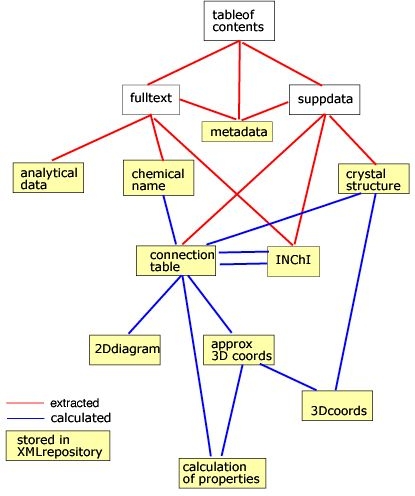 tableof
contents
fulltext
suppdata
metadata
analytical
data
chemical
name
crystal
structure
connection
table
INChI
2Ddiagram
approx
3D coords
3Dcoords
extracted
calculated
stored in
XMLrepository
calculation
of properties